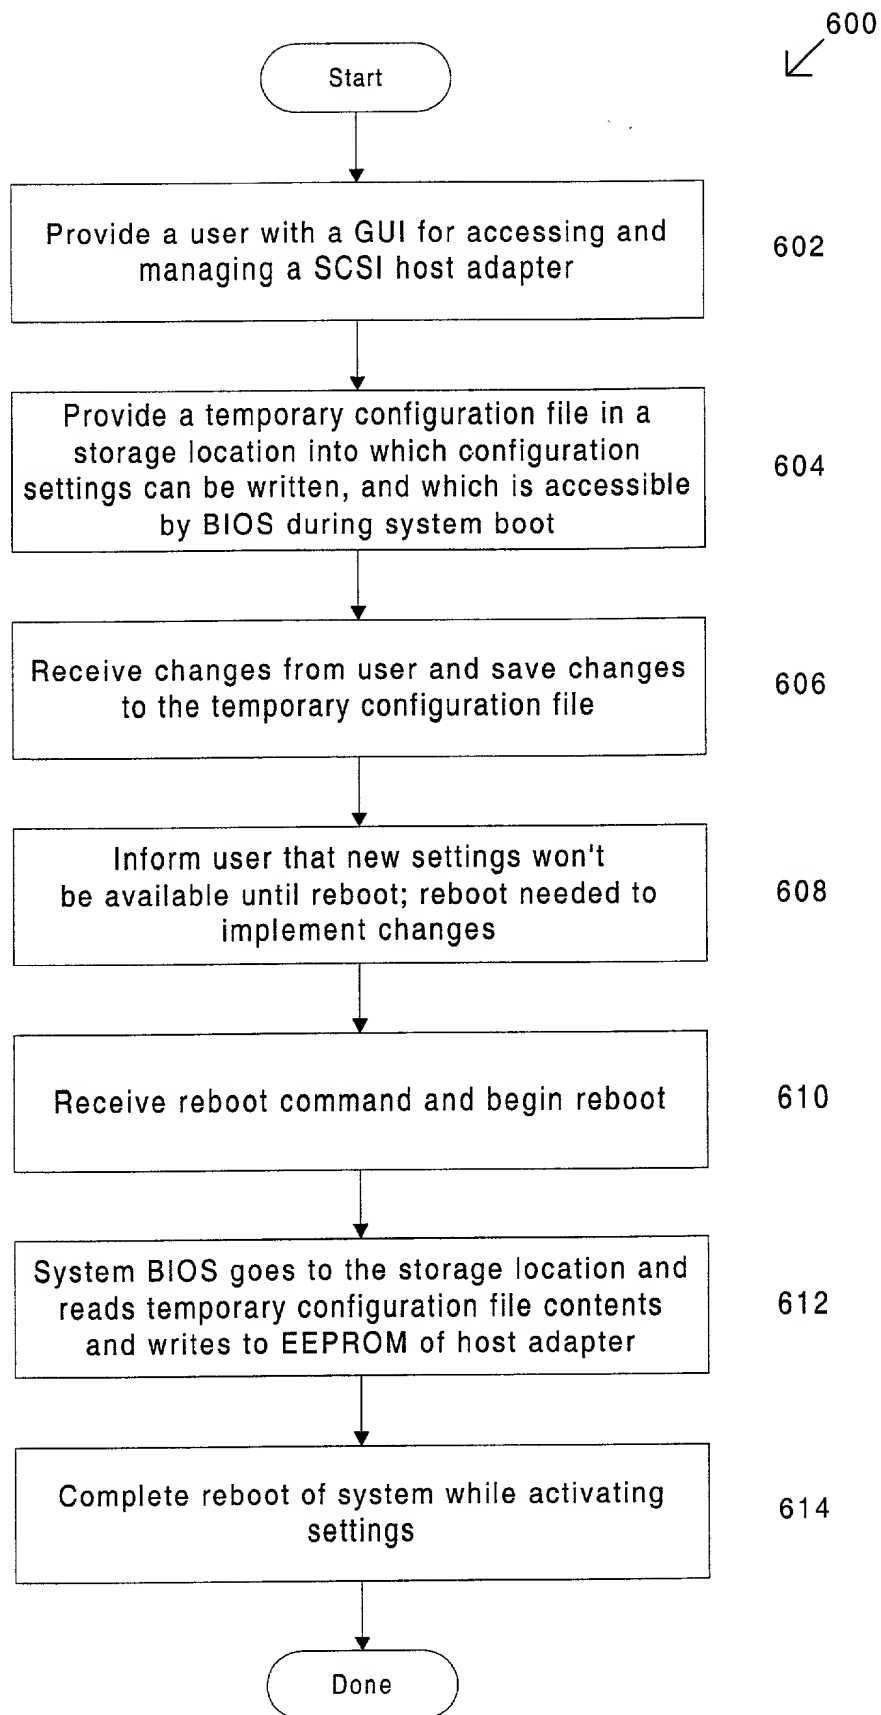 600
Start
Provide a user with a GUI for accessing and
managing a SCSI host adapter
602
Provide a temporary configuration file in a
storage location into which configuration
settings can be written, and which is accessible
by BIOS during system boot
604
Receive changes from user and save changes
to the temporary configuration file
606
Inform user that new settings won't
be available until reboot; reboot needed to
implement changes
608
Receive reboot command and begin reboot
610
System BIOS goes to the storage location and
reads temporary configuration file contents
and writes to EEPROM of host adapter
612
Complete reboot of system while activating
settings
614
Done